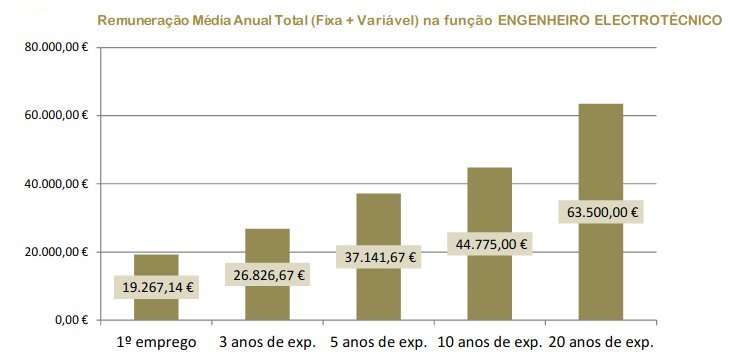 Remuneração Média Anual Total (Fixa + Variável) na função ENGENHEIRO ELECTROTÉCNICO
80.000,00 €
60.000,00 €
40.000,00 €
20.000,00 €
0,00 €
19.267,14 €
26.826,67 €
37.141,67 €
44.775,00 €
63.500,00 €
1º emprego
3 anos de exp.
5 anos de exp.
10 anos de exp.
20 anos de exp.